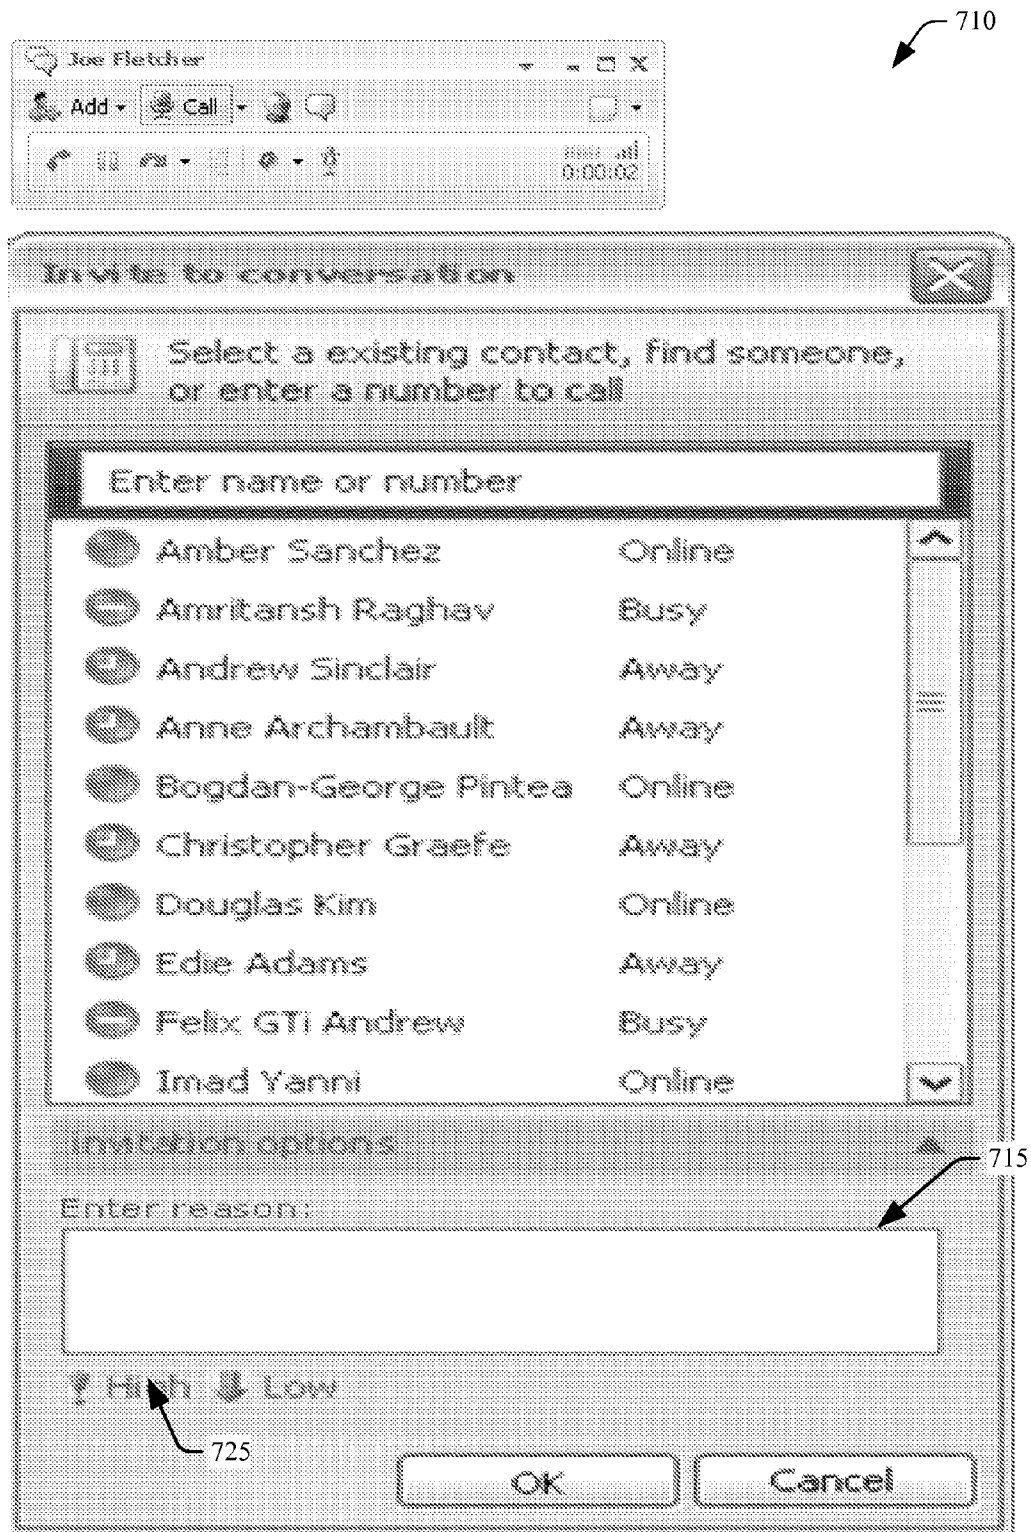 710
Joe Fletcher
Add Call
0:00:02
Invite to conversation
Select a existing contact, find someone,
or enter a number to call
Enter name or number
Amber Sanchez Online
Amritansh Raghav Busy
Andrew Sinclair Away
Anne Archambault Away
Bogdan-George Pintea Online
Christopher Graefe Away
Douglas Kim Online
Edie Adams Away
Felix GTi Andrew Busy
Imad Yanni Online
Invitation options
715
Enter reason:
High Low
725
OK Cancel